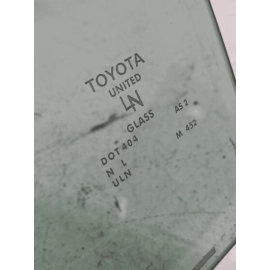 TOYOTA
UNITED
LN
GLASS AS 2
DOT 404 M 452
N L
ULN